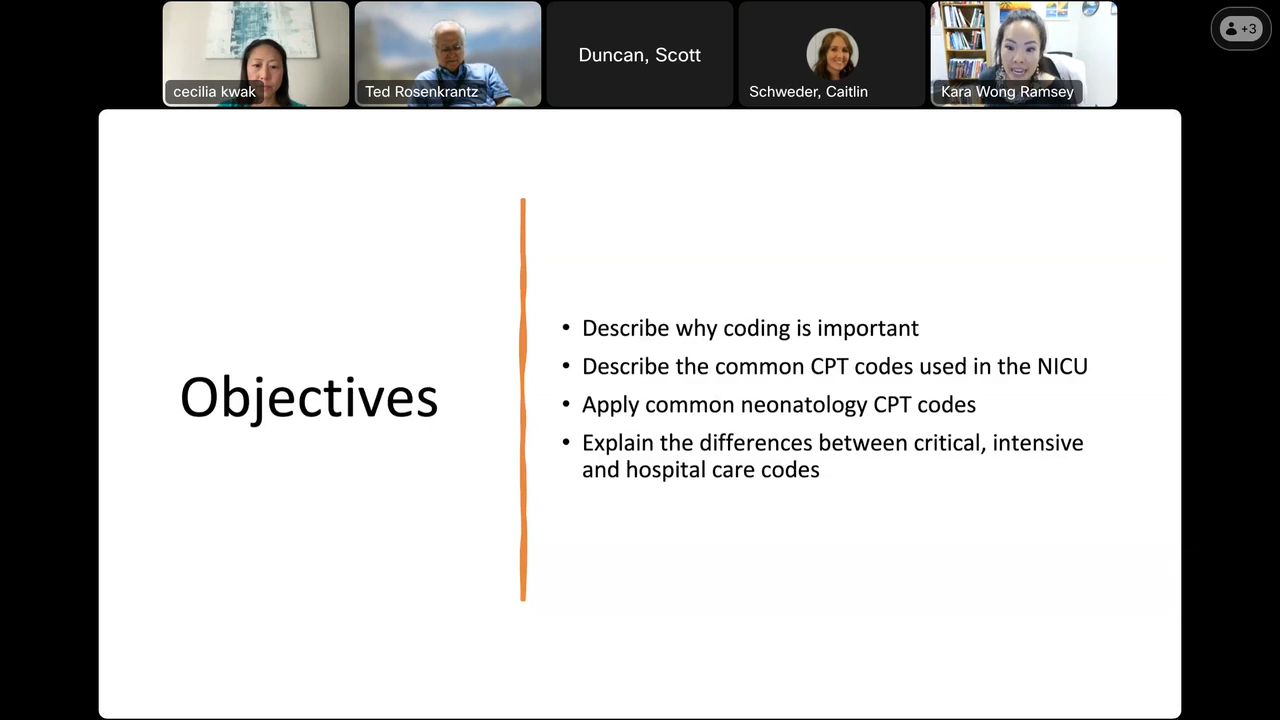 cecilia kwak
Ted Rosenkrantz
Duncan, Scott
Schweder, Caitlin
Kara Wong Ramsey
+3
Objectives
• Describe why coding is important
• Describe the common CPT codes used in the NICU
• Apply common neonatology CPT codes
• Explain the differences between critical, intensive
and hospital care codes